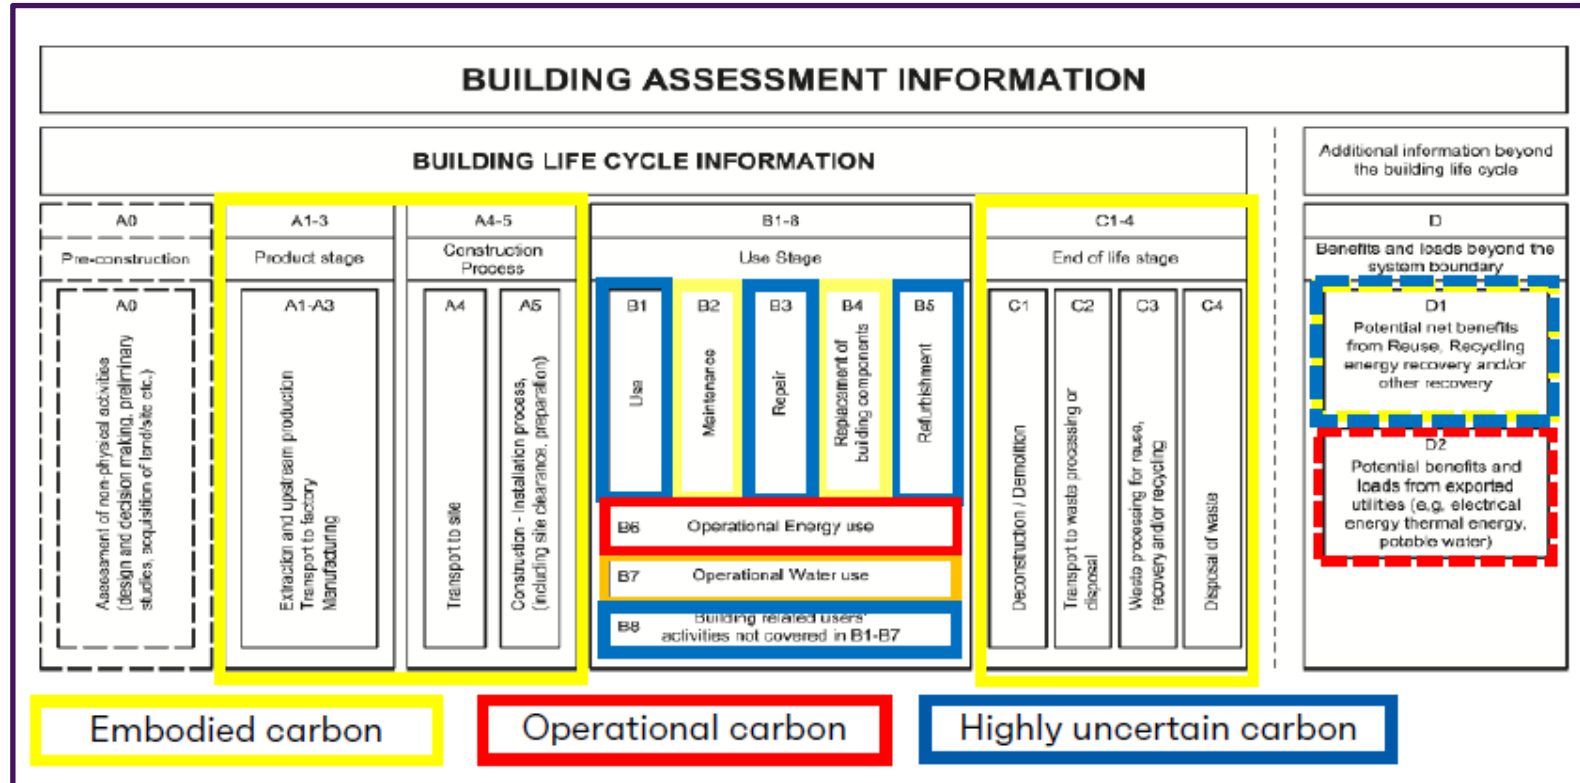 BUILDING ASSESSMENT INFORMATION
BUILDING LIFE CYCLE INFORMATION
Additional information beyond
the building life cycle
A0
Pre-construction
A0
Assessment of non-physical activities
(design and decision making, preliminary
studies, acquisition of land/site etc.)
A1-3
Product stage
A1-A3
Extraction and upstream production
Transport to factory
Manufacturing
A4-5
Construction
Process
A4
Transport to site
A5
Construction - Installation process,
(including site clearance, preparation)
B1-8
Use Stage
B1
Use
B2
Maintenance
B3
Repair
B4
Replacament of
building components
B5
Refurbishment
B6
Operational Energy use
B7
Operational Water use
B8
Building related users'
activities not covered in B1-B7
C1-4
End of life stage
C1
Deconstruction / Demolition
C2
Transport to waste processing or
disposal
C3
Waste processing for reuse,
recovery and/or recycling
C4
Disposal of waste
D
Benefits and loads beyond the
system boundary
D1
Potential net benefits
from Reuse, Recycling
energy recovery and/or
other recovery
D2
Potential benefits and
loads from exported
utilities (e.g. electrical
energy thermal energy,
potable water)
Embodied carbon
Operational carbon
Highly uncertain carbon